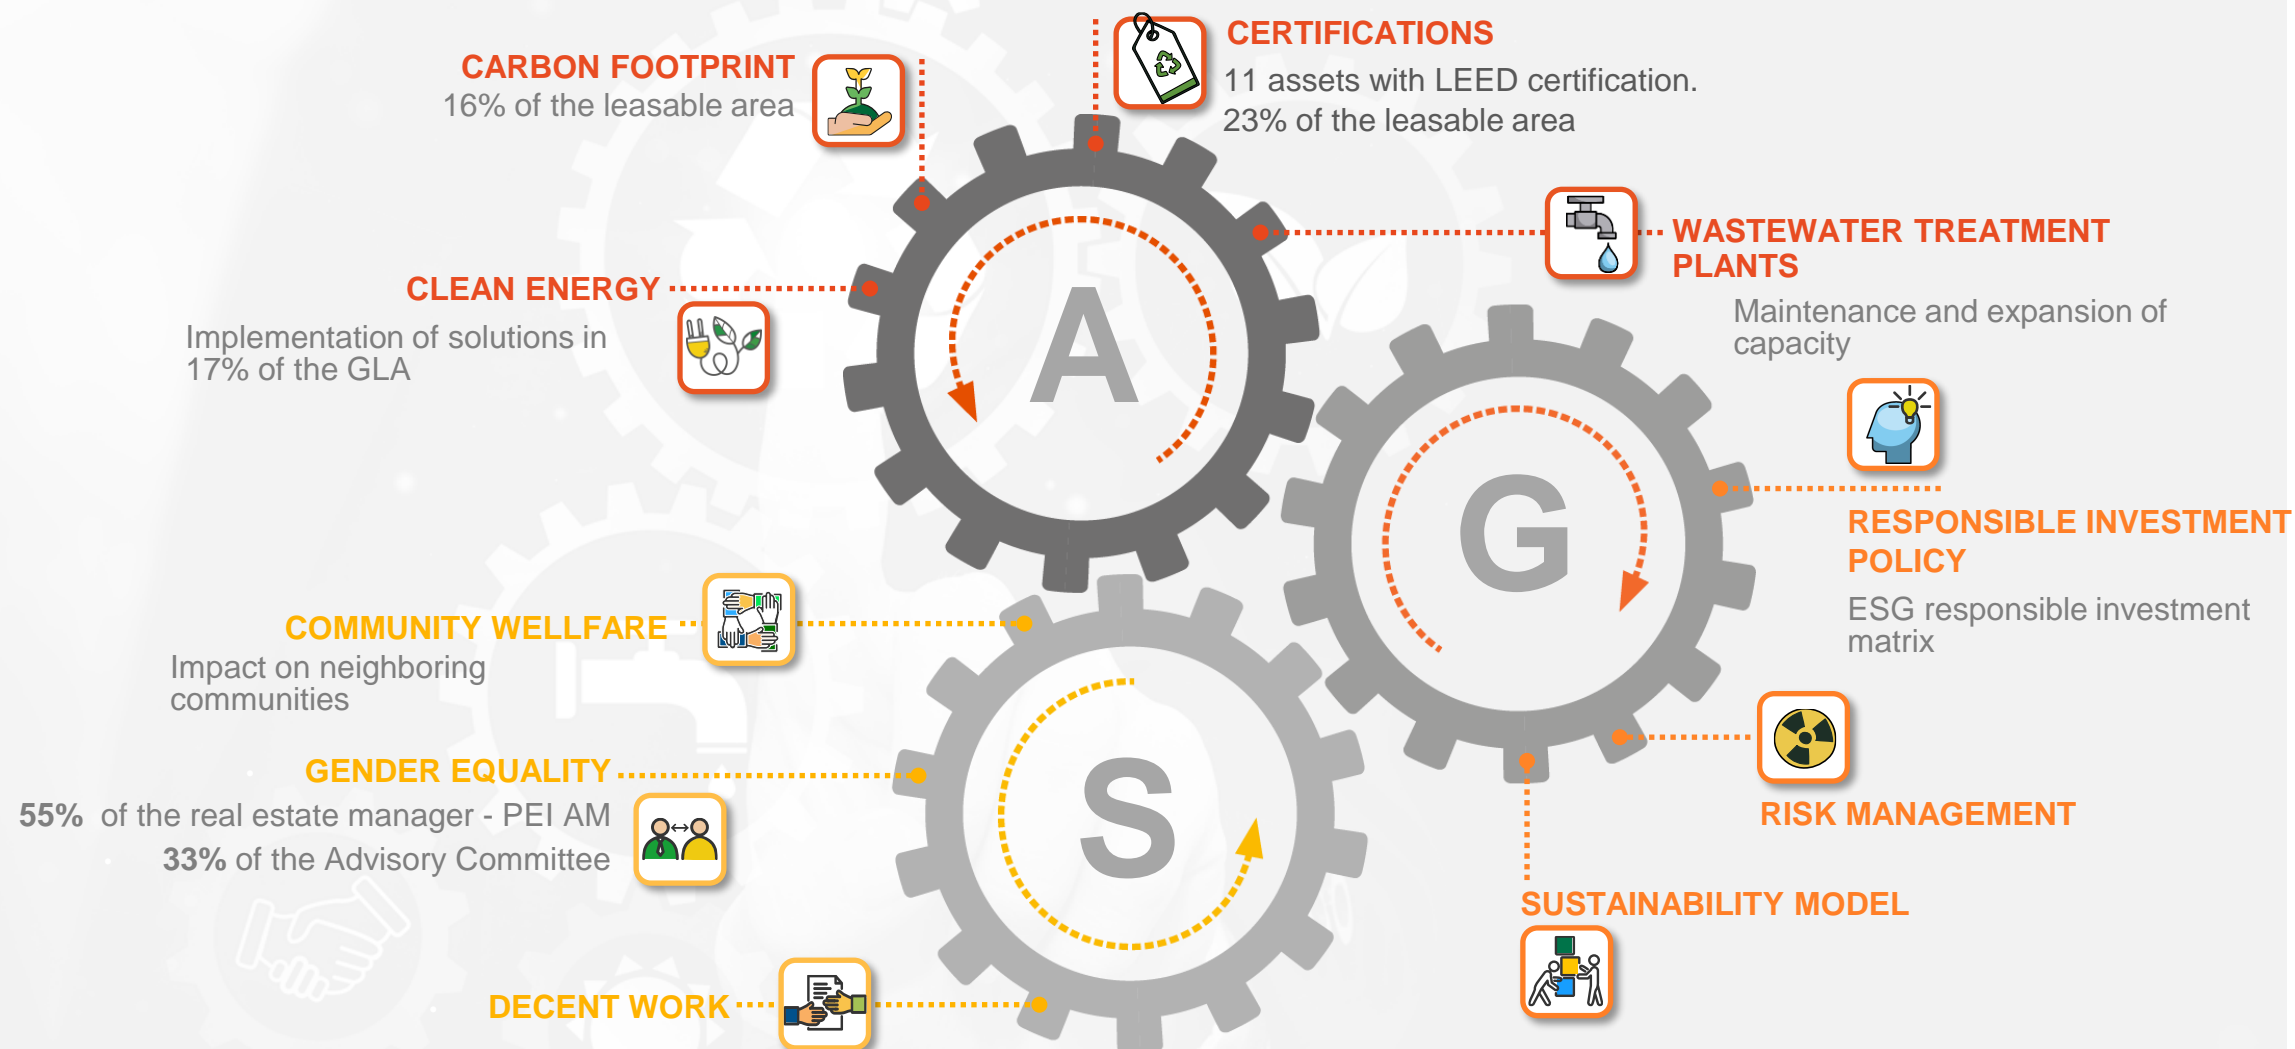 CERTIFICATIONS
11 assets with LEED certification.
23% of the leasable area
CARBON FOOTPRINT
16% of the leasable area
WASTEWATER TREATMENT
PLANTS
Maintenance and expansion of
capacity
CLEAN ENERGY
Implementation of solutions in
17% of the GLA
A
G
RESPONSIBLE INVESTMENT
POLICY
ESG responsible investment
matrix
COMMUNITY WELLFARE
Impact on neighboring
communities
GENDER EQUALITY
55% of the real estate manager - PEI AM
33% of the Advisory Committee
S
RISK MANAGEMENT
SUSTAINABILITY MODEL
DECENT WORK